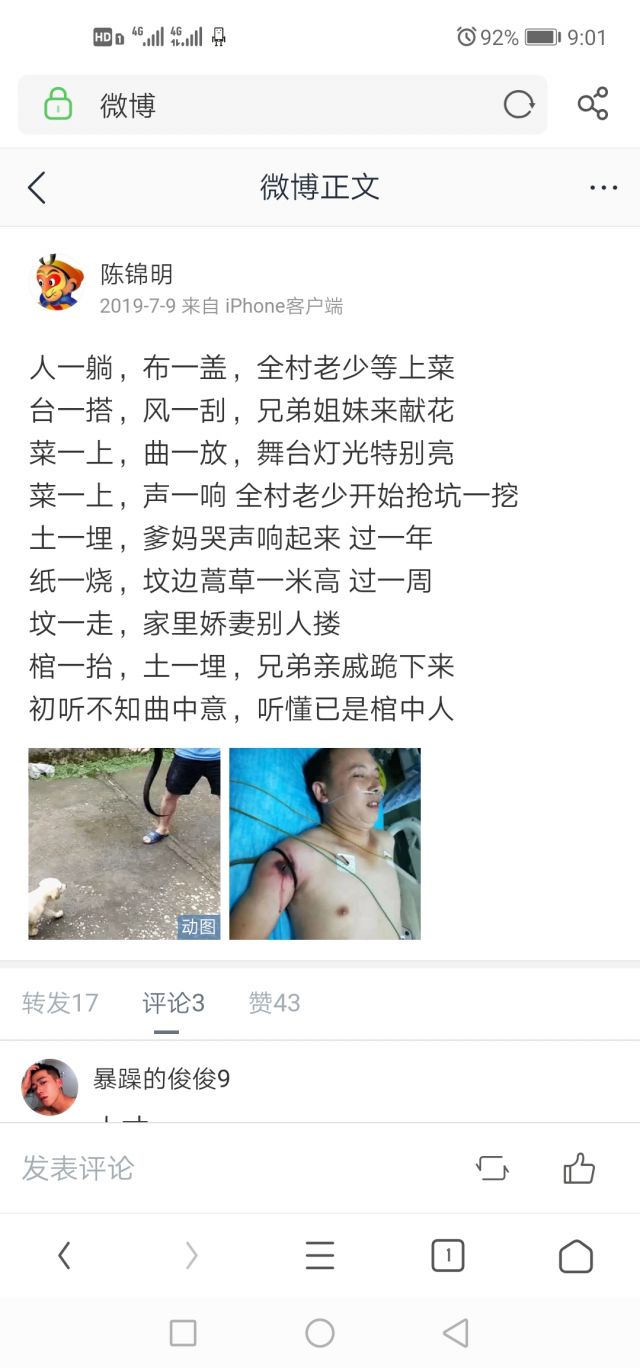 HD 1 4G 4G 92% 9:01
微博
微博正文
陈锦明
2019-7-9 来自 iPhone客户端
人一躺，布一盖，全村老少等上菜
台一搭，风一刮，兄弟姐妹来献花
菜一上，曲一放，舞台灯光特别亮
菜一上，声一响 全村老少开始抢坑一挖
土一埋，爹妈哭声响起来 过一年
纸一烧，坟边蒿草一米高 过一周
坟一走，家里娇妻别人搂
棺一抬，土一埋，兄弟亲戚跪下来
初听不知曲中意，听懂已是棺中人
动图
转发17 评论3 赞43
暴躁的俊俊9
发表评论
1